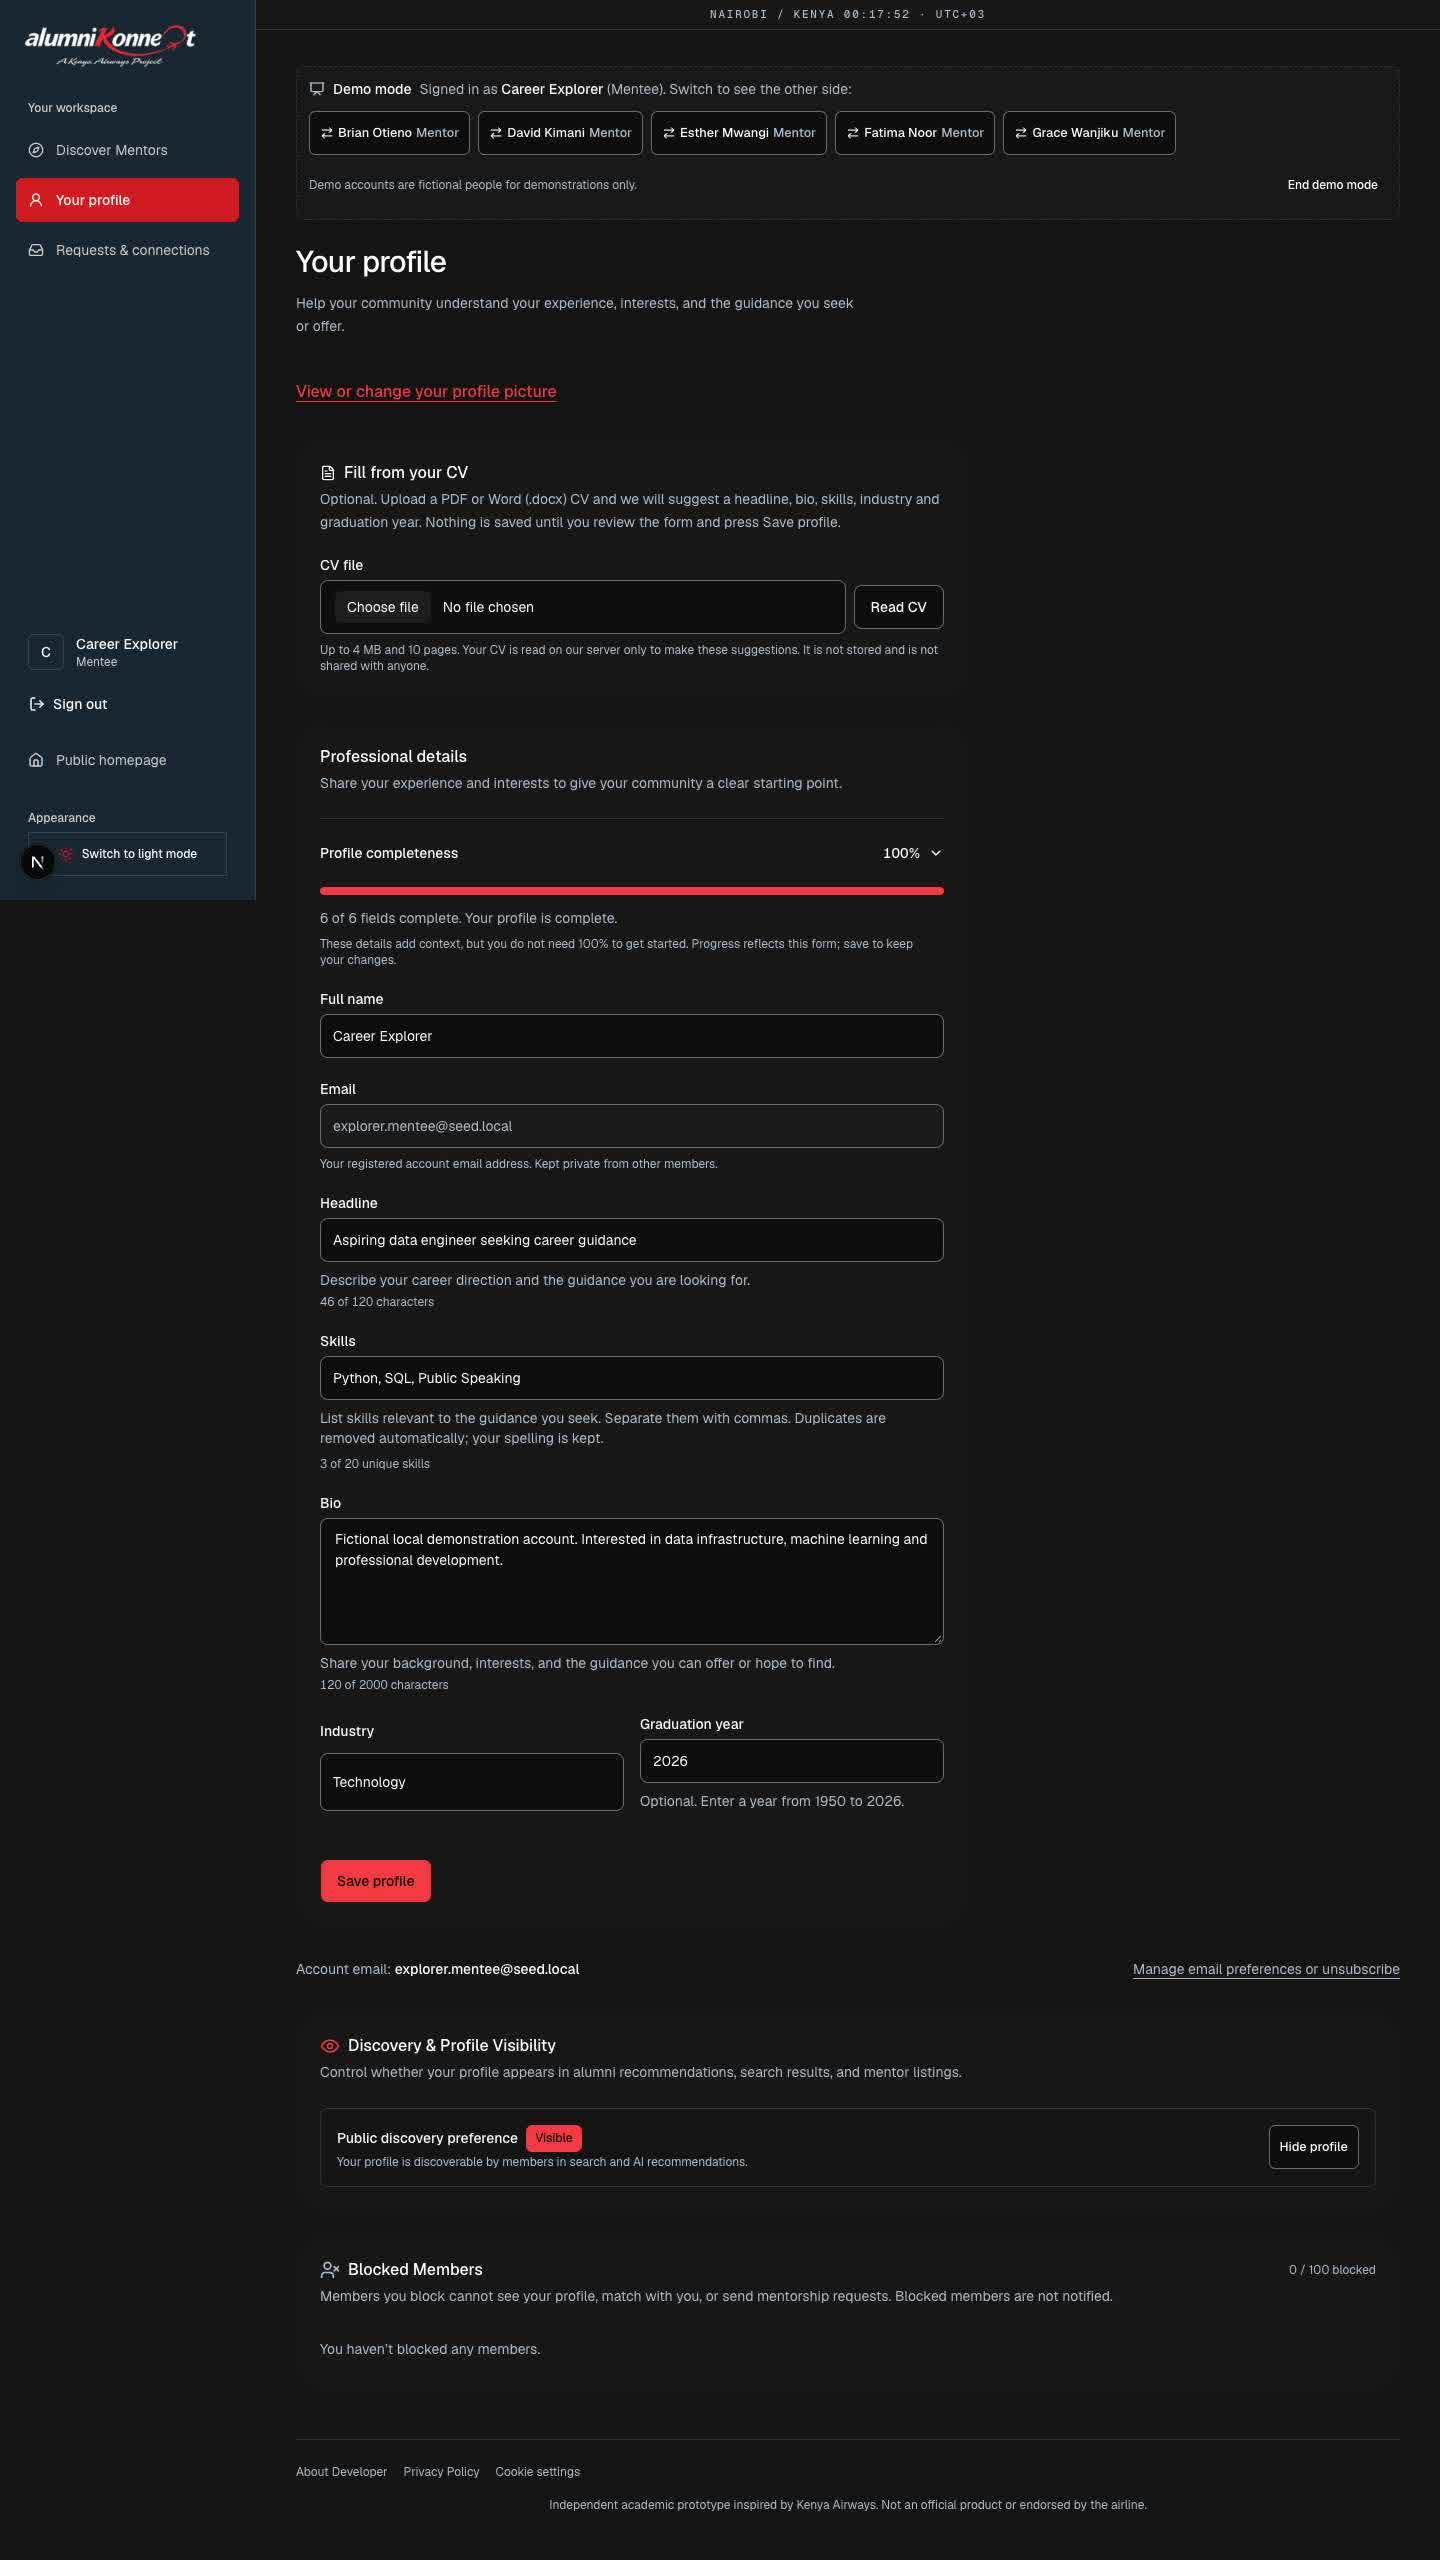 alumniKonnect
A Kenya Airways Project
Your workspace
Discover Mentors
Your profile
Requests & connections
Career Explorer
C
Mentee
Sign out
Public homepage
Appearance
N
Switch to light mode
NAIROBI / KENYA 00:17:52 · UTC+03
Demo mode Signed in as Career Explorer (Mentee). Switch to see the other side:
Brian Otieno Mentor
David Kimani Mentor
Esther Mwangi Mentor
Fatima Noor Mentor
Grace Wanjiku Mentor
Demo accounts are fictional people for demonstrations only.
End demo mode
Your profile
Help your community understand your experience, interests, and the guidance you seek
or offer.
View or change your profile picture
Fill from your CV
Optional. Upload a PDF or Word (.docx) CV and we will suggest a headline, bio, skills, industry and
graduation year. Nothing is saved until you review the form and press Save profile.
CV file
Choose file No file chosen
Read CV
Up to 4 MB and 10 pages. Your CV is read on our server only to make these suggestions. It is not stored and is not
shared with anyone.
Professional details
Share your experience and interests to give your community a clear starting point.
Profile completeness
100%
6 of 6 fields complete. Your profile is complete.
These details add context, but you do not need 100% to get started. Progress reflects this form; save to keep
your changes.
Full name
Career Explorer
Email
explorer.mentee@seed.local
Your registered account email address. Kept private from other members.
Headline
Aspiring data engineer seeking career guidance
Describe your career direction and the guidance you are looking for.
46 of 120 characters
Skills
Python, SQL, Public Speaking
List skills relevant to the guidance you seek. Separate them with commas. Duplicates are
removed automatically; your spelling is kept.
3 of 20 unique skills
Bio
Fictional local demonstration account. Interested in data infrastructure, machine learning and
professional development.
Share your background, interests, and the guidance you can offer or hope to find.
120 of 2000 characters
Industry
Technology
Graduation year
2026
Optional. Enter a year from 1950 to 2026.
Save profile
Account email: explorer.mentee@seed.local
Manage email preferences or unsubscribe
Discovery & Profile Visibility
Control whether your profile appears in alumni recommendations, search results, and mentor listings.
Public discovery preference Visible
Your profile is discoverable by members in search and AI recommendations.
Hide profile
Blocked Members
0 / 100 blocked
Members you block cannot see your profile, match with you, or send mentorship requests. Blocked members are not notified.
You haven't blocked any members.
About Developer
Privacy Policy
Cookie settings
Independent academic prototype inspired by Kenya Airways. Not an official product or endorsed by the airline.